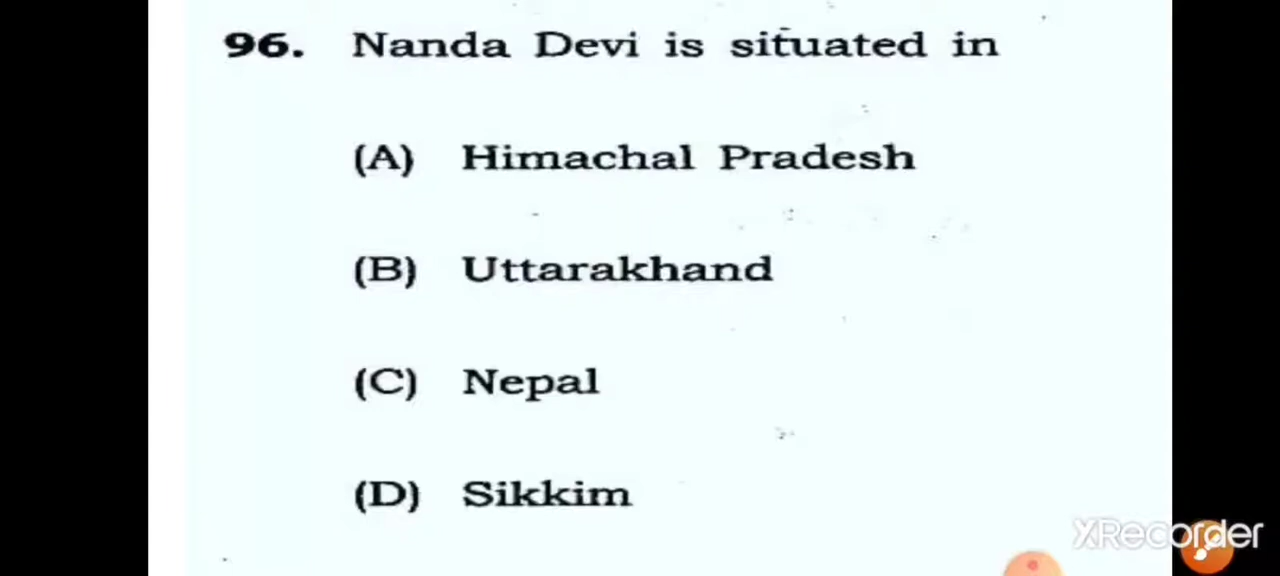 96. Nanda Devi is situated in
(A) Himachal Pradesh
(B) Uttarakhand
(C) Nepal
(D) Sikkim
XRecorder